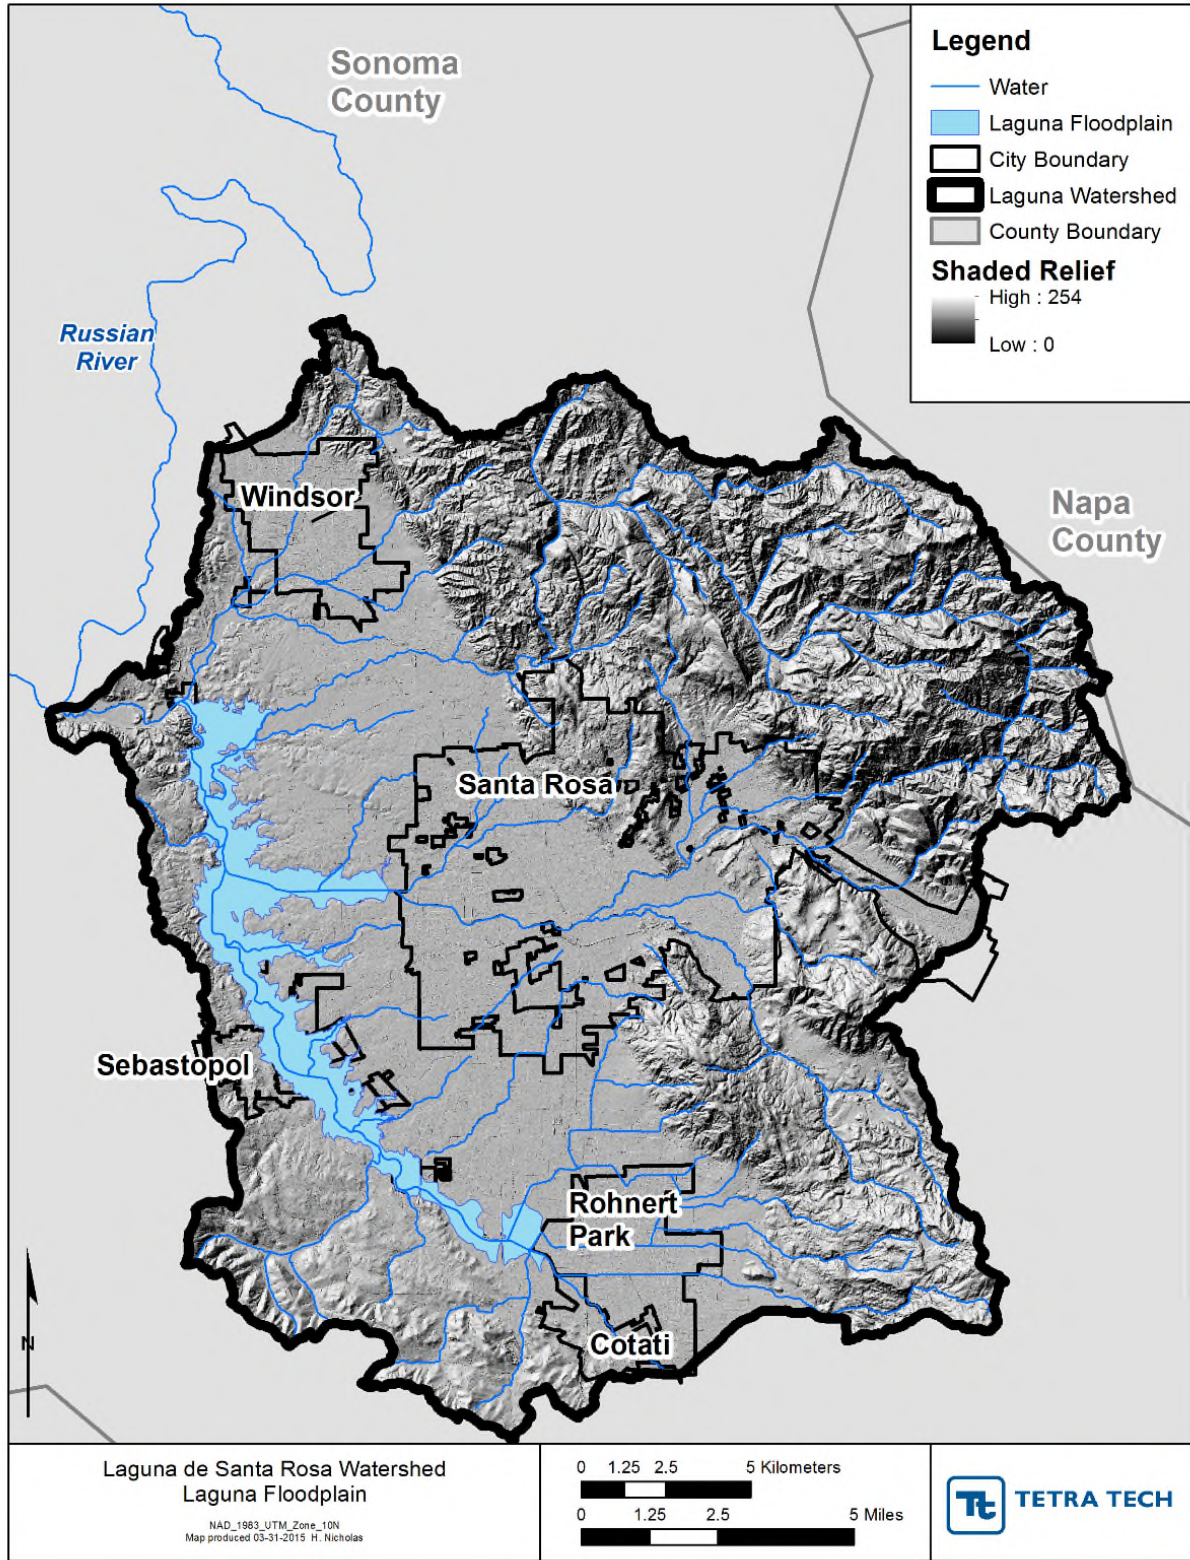 Sonoma
County
Legend
Water
Laguna Floodplain
City Boundary
Laguna Watershed
County Boundary
Shaded Relief
High : 254
Low : 0
Russian
River
Windsor
Napa
County
Santa Rosa
Sebastopol
Rohnert
Park
Cotati
N
Laguna de Santa Rosa Watershed
Laguna Floodplain
NAD_1983_UTM_Zone_10N
Map produced 03-31-2015 H. Nicholas
0 1.25 2.5 5 Kilometers
0 1.25 2.5 5 Miles
Tt TETRA TECH